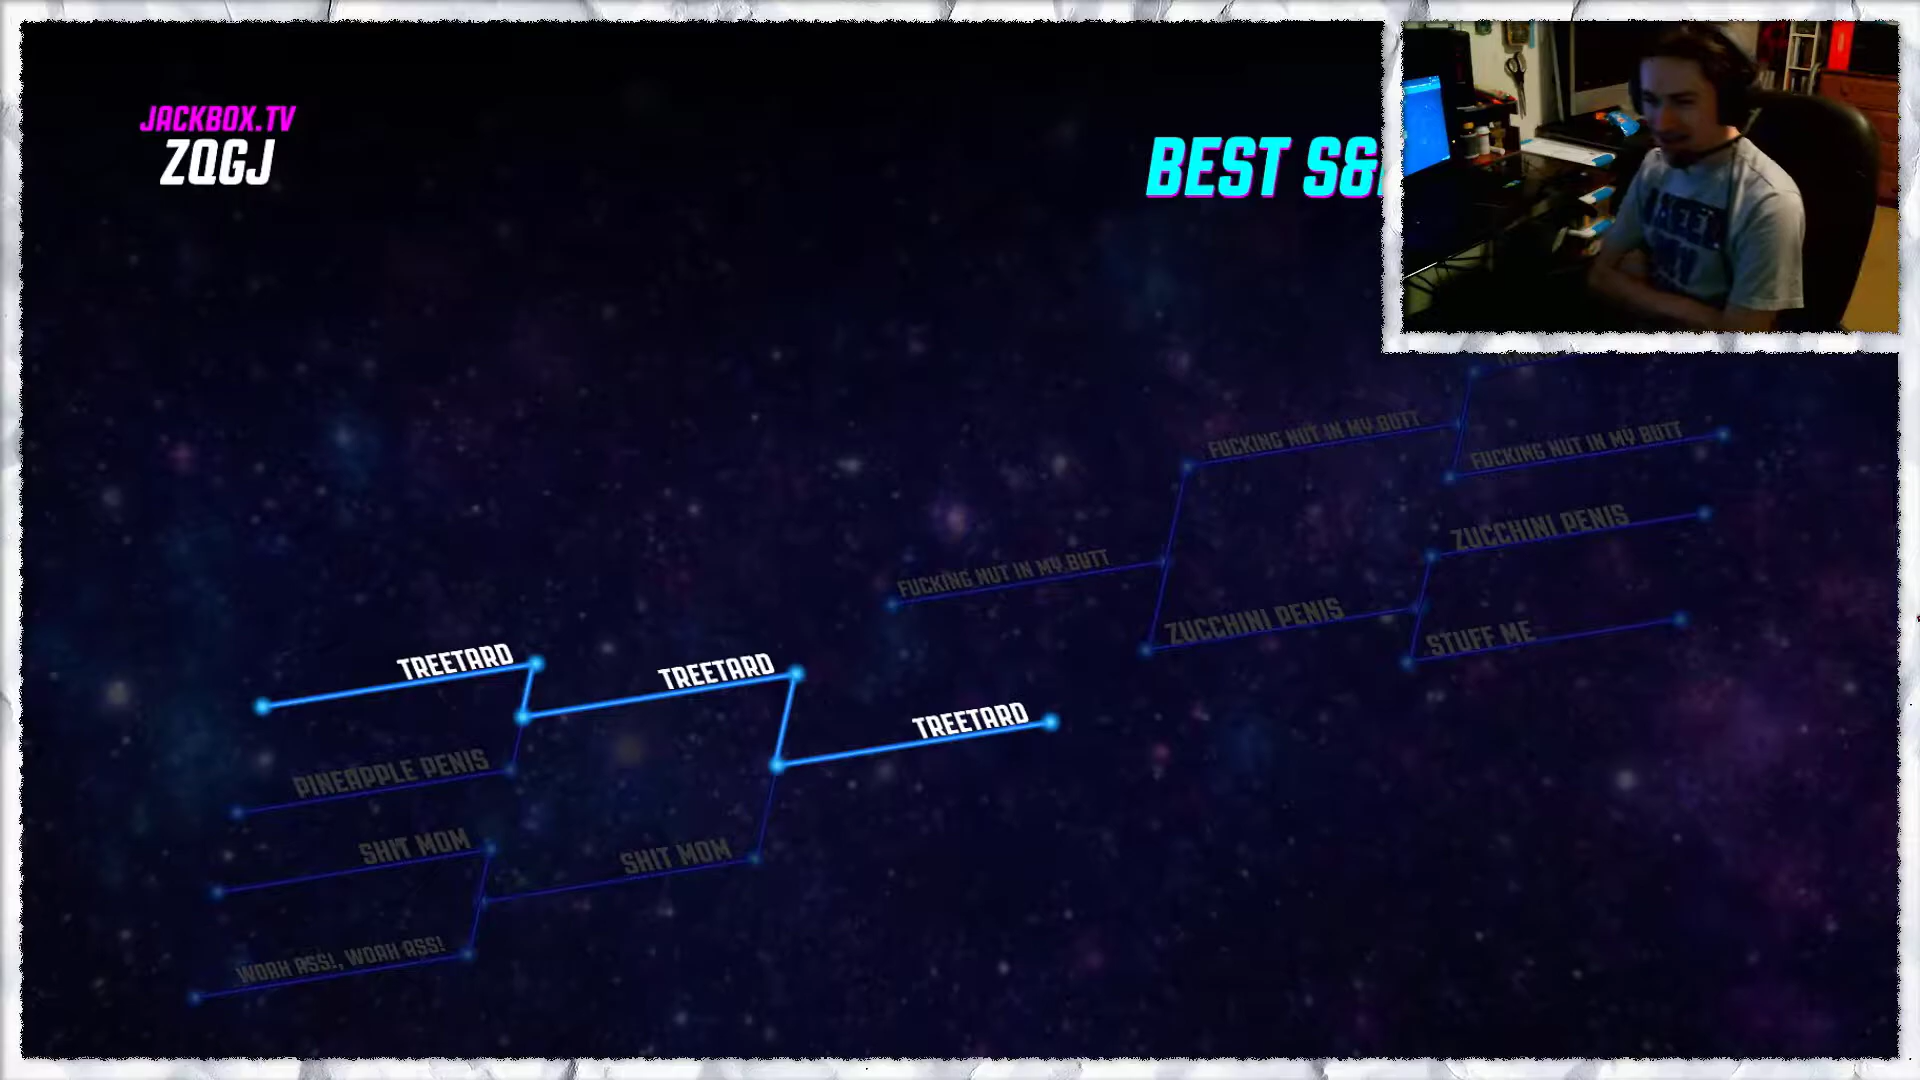 JACKBOX.TV
ZQGJ
BEST S&
FUCKING NUT IN MY BUTT
FUCKING NUT IN MY BUTT
ZUCCHINI PENIS
FUCKING NUT IN MY BUTT
ZUCCHINI PENIS
STUFF ME
TREETARD
TREETARD
TREETARD
PINEAPPLE PENIS
SHIT MOM
SHIT MOM
WOAH ASS!, WOAH ASS!